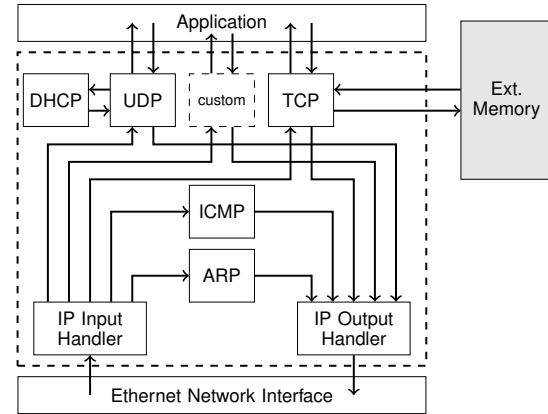 Application
DHCP
UDP
custom
TCP
Ext.
Memory
ICMP
ARP
IP Input
Handler
IP Output
Handler
Ethernet Network Interface